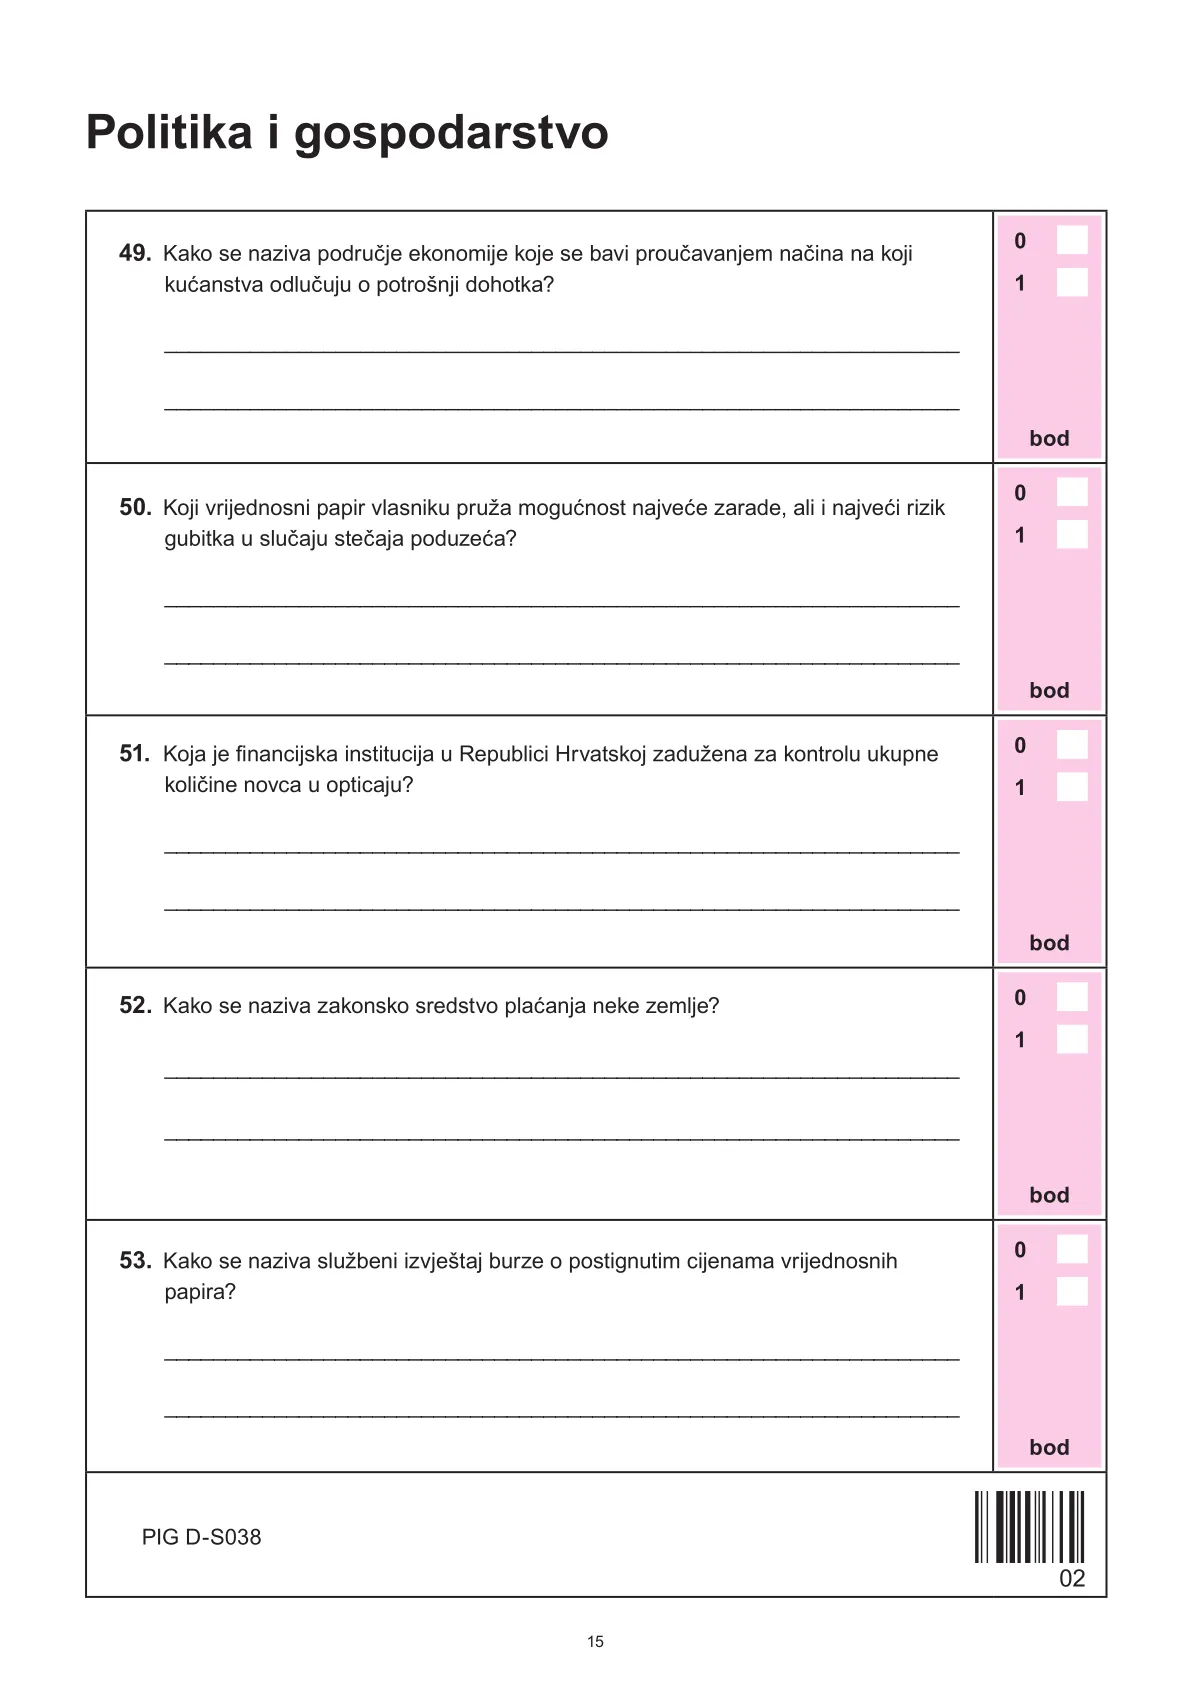 Politika i gospodarstvo
49. Kako se naziva područje ekonomije koje se bavi proučavanjem načina na koji
kućanstva odlučuju o potrošnji dohotka?
0
1
bod
50. Koji vrijednosni papir vlasniku pruža mogućnost najveće zarade, ali i najveći rizik
gubitka u slučaju stečaja poduzeća?
0
1
bod
51. Koja je financijska institucija u Republici Hrvatskoj zadužena za kontrolu ukupne
količine novca u opticaju?
0
1
bod
52. Kako se naziva zakonsko sredstvo plaćanja neke zemlje?
0
1
bod
53. Kako se naziva službeni izvještaj burze o postignutim cijenama vrijednosnih
papira?
0
1
bod
PIG D-S038
02
15